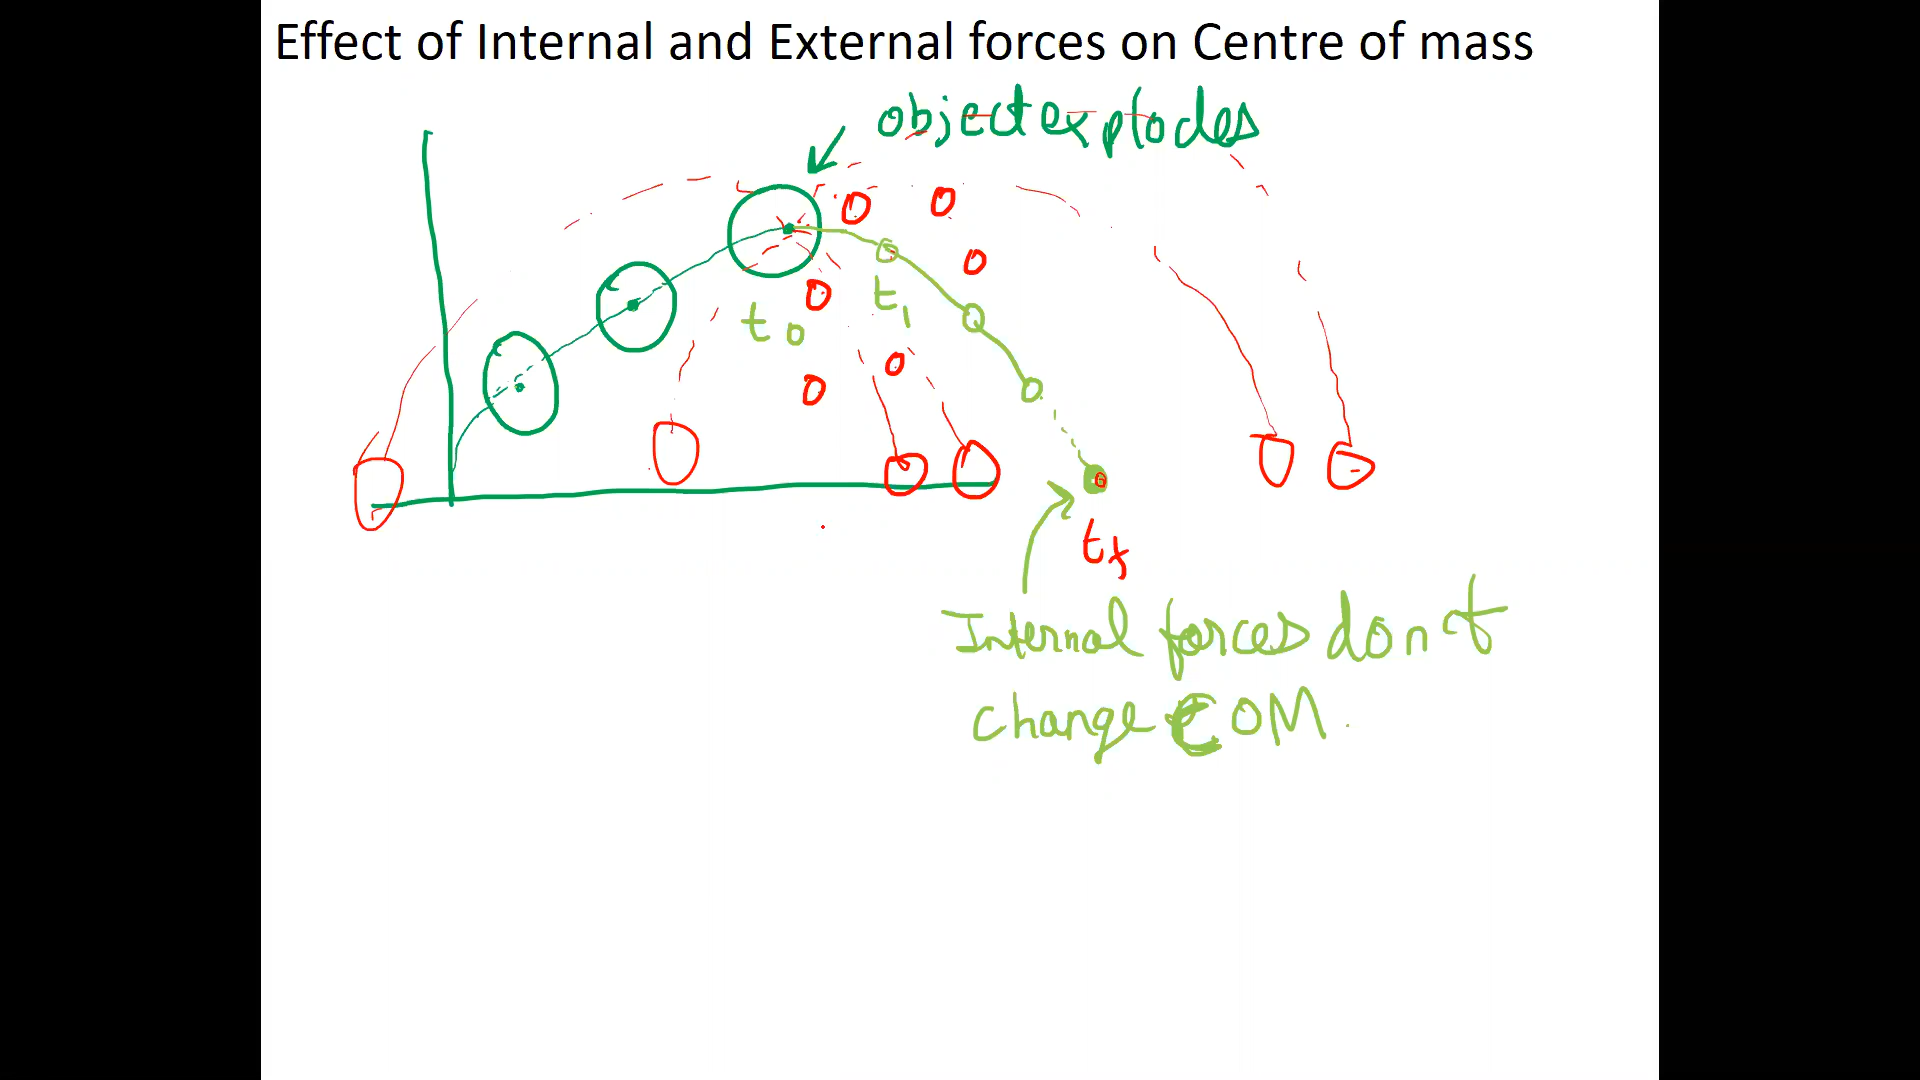 Effect of Internal and External forces on Centre of mass
object explodes
t0
t1
tf
Internal forces don't
change COM.